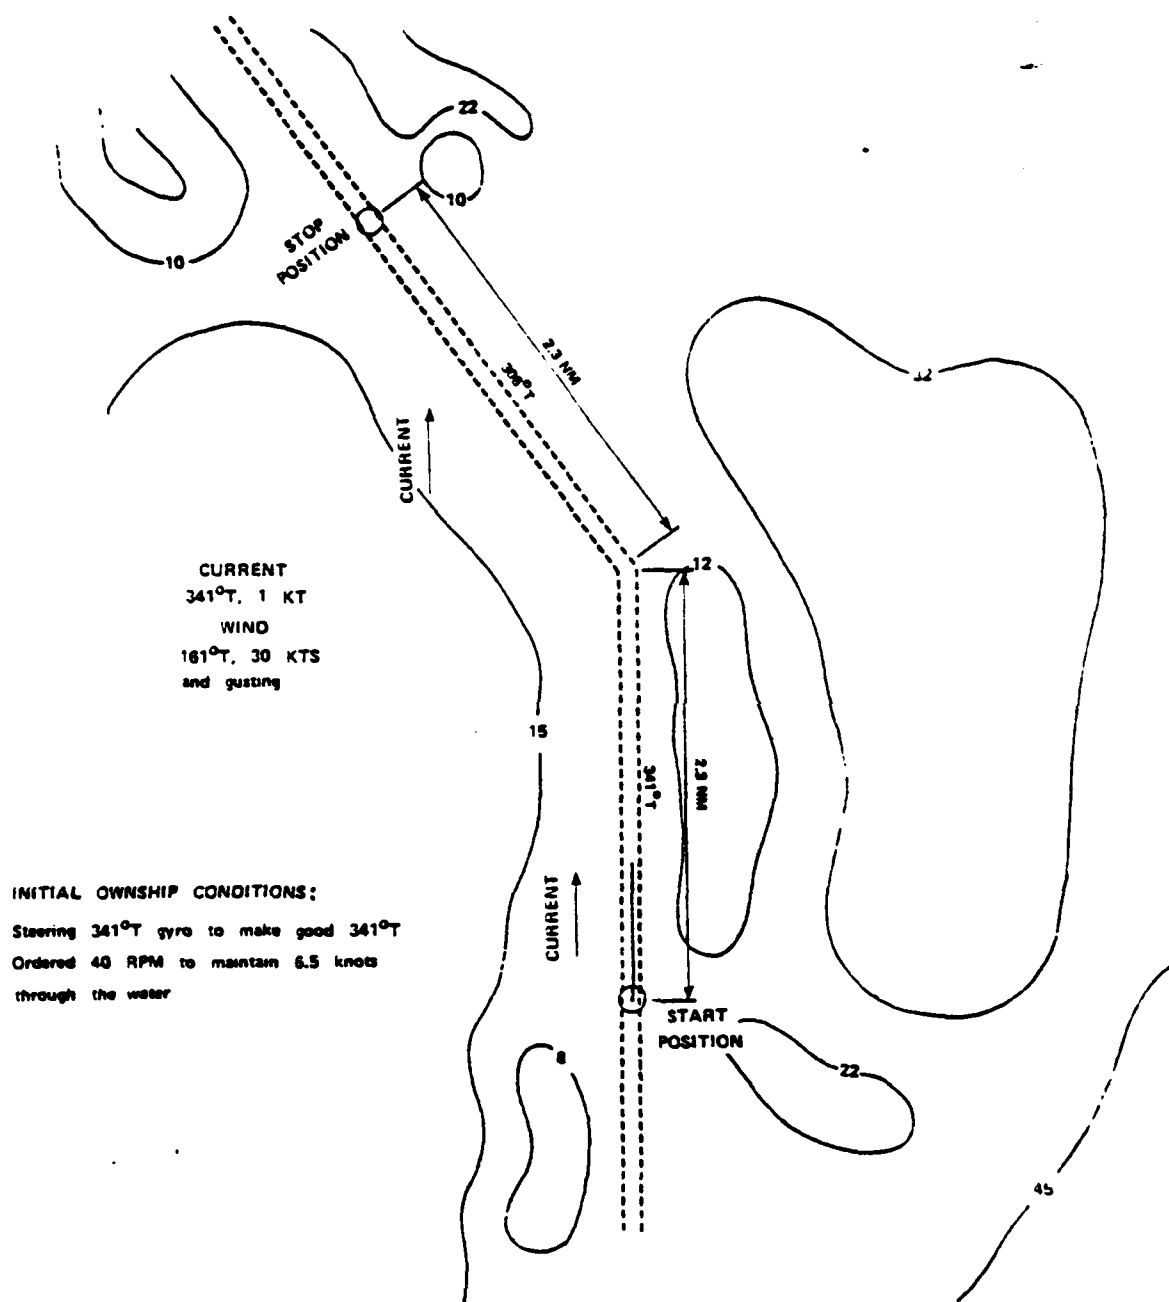 22
10
STOP
POSITION
10
2.3 NM
306°T
32
CURRENT
12
CURRENT
341°T, 1 KT
WIND
161°T, 30 KTS
and gusting
15
341°T
2.3 NM
INITIAL OWNSHIP CONDITIONS:
Steering 341°T gyro to make good 341°T
Ordered 40 RPM to maintain 6.5 knots
through the water
CURRENT
START
POSITION
8
22
45